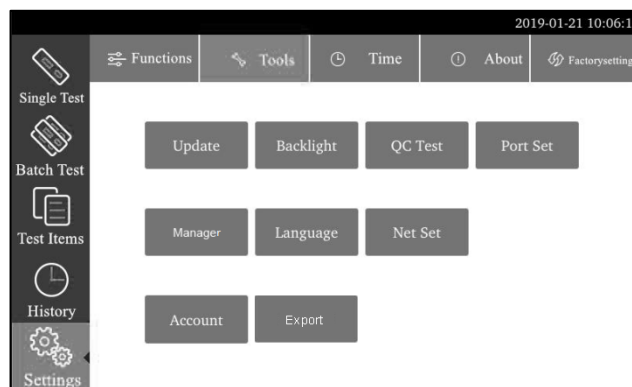 2019-01-21 10:06:1
Functions
Tools
Time
About
Factorysetting
Single Test
Batch Test
Test Items
History
Settings
Update
Backlight
QC Test
Port Set
Manager
Language
Net Set
Account
Export